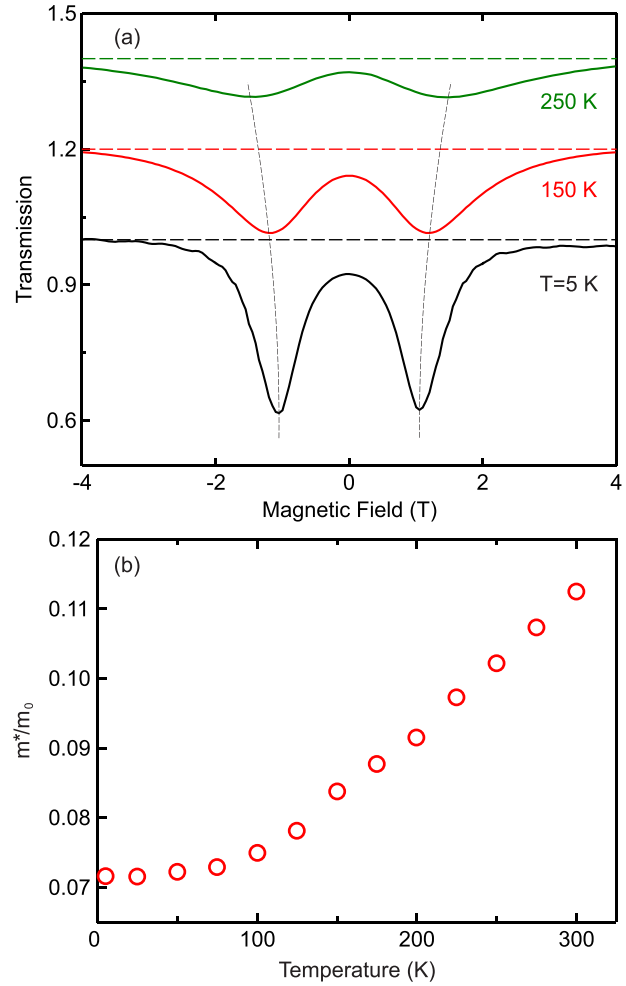 (a)
1.5
1.2
0.9
0.6
Transmission
250 K
150 K
T=5 K
-4 -2 0 2 4
Magnetic Field (T)
(b)
0.12
0.11
0.10
0.09
0.08
0.07
m*/m₀
0 100 200 300
Temperature (K)